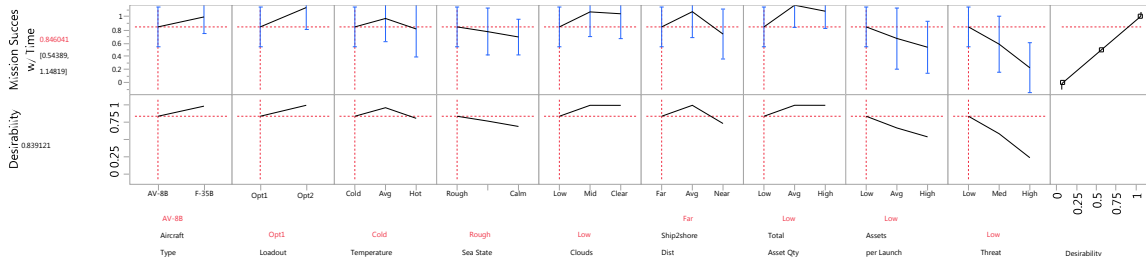 Mission Success
w/ Time
0.846041
[0.54389,
1.14819]
1
0.8
0.6
0.4
0.2
0
Desirability
0.839121
1
0.75
0.25
0
AV-8B F-35B
Opt1 Opt2
Cold Avg Hot
Rough Calm
Low Mid Clear
Far Avg Near
Low Avg High
Low Avg High
Low Med High
0 0.25 0.5 0.75 1
AV-8B
Aircraft
Type
Opt1
Loadout
Cold
Temperature
Rough
Sea State
Low
Clouds
Far
Ship2shore
Dist
Low
Total
Asset Qty
Low
Assets
per Launch
Low
Threat
Desirability